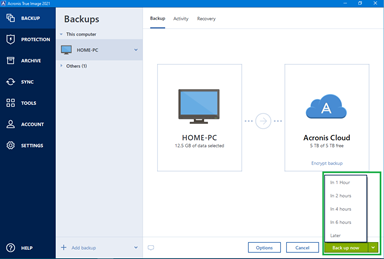 Acronis True Image 2021
BACKUP
PROTECTION
ARCHIVE
SYNC
TOOLS
ACCOUNT
SETTINGS
HELP
Backups
This computer
HOME-PC
Others (1)
Add backup
Backup Activity Recovery
HOME-PC
12.5 GB of data selected
Acronis Cloud
5 TB of 5 TB free
Encrypt backup
In 1 Hour
In 2 hours
In 4 hours
In 6 hours
Later
Options
Cancel
Back up now